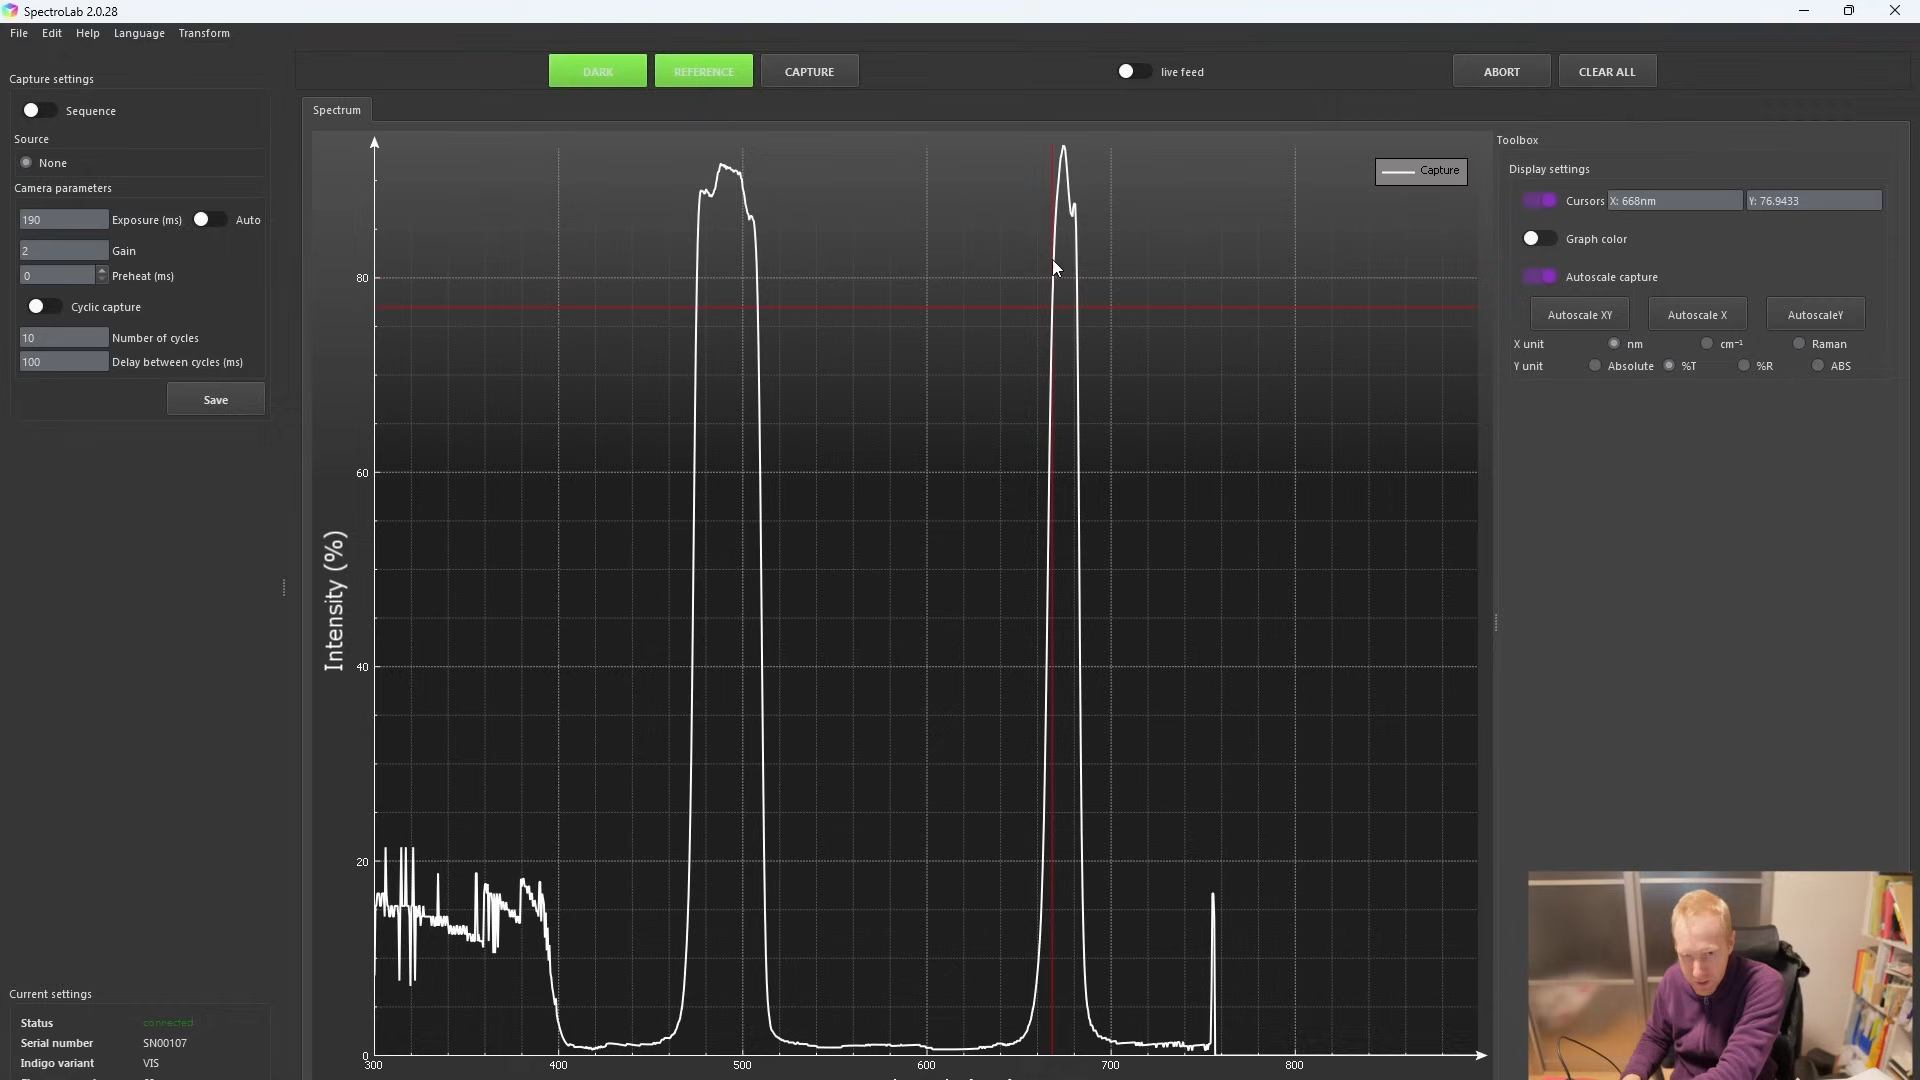 SpectroLab 2.0.28
File Edit Help Language Transform
DARK REFERENCE CAPTURE live feed ABORT CLEAR ALL
Capture settings
Sequence
Source
None
Camera parameters
190 Exposure (ms) Auto
2 Gain
0 Preheat (ms)
Cyclic capture
10 Number of cycles
100 Delay between cycles (ms)
Save
Current settings
Status connected
Serial number SN00107
Indigo variant VIS
Spectrum
Capture
Intensity (%)
80
60
40
20
0
300 400 500 600 700 800
Toolbox
Display settings
Cursors X: 668nm Y: 76.9433
Graph color
Autoscale capture
Autoscale XY Autoscale X AutoscaleY
X unit nm cm⁻¹ Raman
Y unit Absolute %T %R ABS